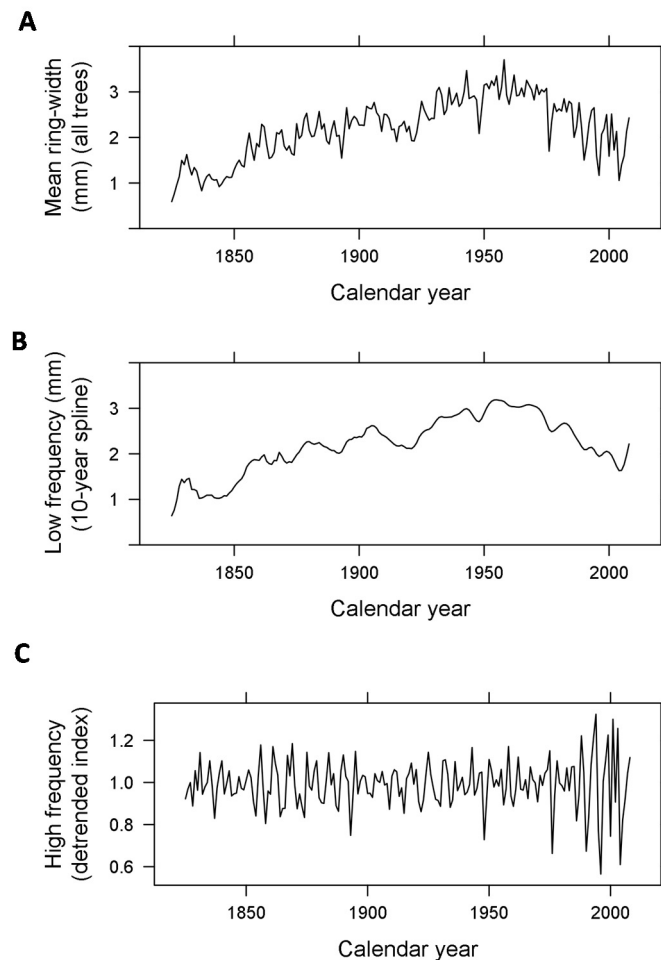 A
Mean ring-width
(mm) (all trees)
3
2
1
1850 1900 1950 2000
Calendar year
B
Low frequency (mm)
(10-year spline)
3
2
1
1850 1900 1950 2000
Calendar year
C
High frequency
(detrended index)
1.2
1.0
0.8
0.6
1850 1900 1950 2000
Calendar year